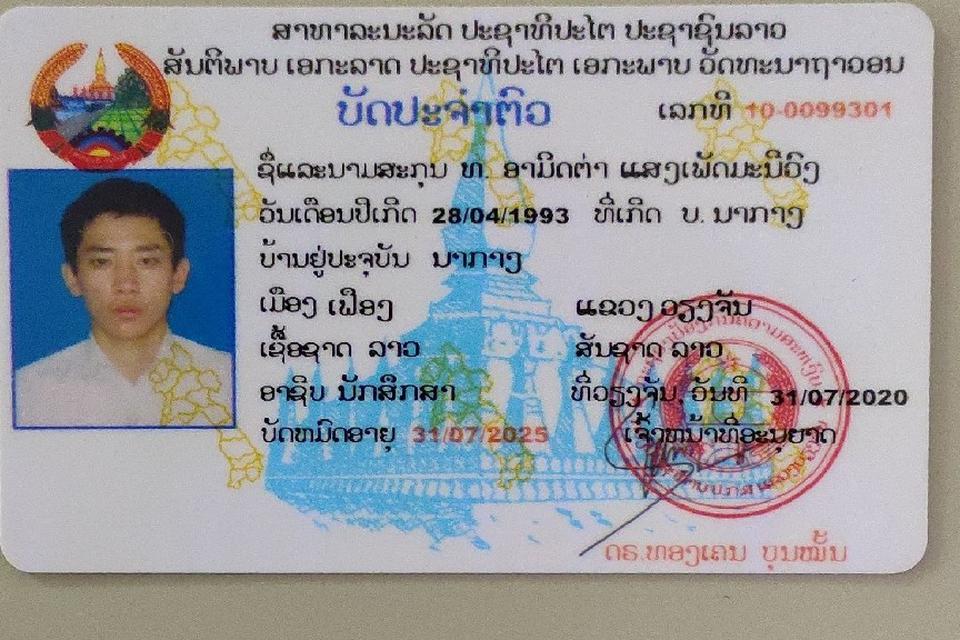 ສາທາລະນະລັດ ປະຊາທິປະໄຕ ປະຊາຊົນລາວ
ສັນຕິພາບ ເອກະລາດ ປະຊາທິປະໄຕ ເອກະພາບ ວັດທະນາຖາວອນ
ບັດປະຈຳຕົວ ເລກທີ 10-0099301
ຊື່ແລະນາມສະກຸນ ທ. ອາມິດຕ່າ ແສງເພັດມະນີວົງ
ວັນເດືອນປີເກີດ 28/04/1993 ທີ່ເກີດ ບ. ນາກາງ
ບ້ານຢູ່ປະຈຸບັນ ນາກາງ
ເມືອງ ເຟືອງ ແຂວງ ວຽງຈັນ
ເຊື້ອຊາດ ລາວ ສັນຊາດ ລາວ
ອາຊິບ ນັກສຶກສາ ທີ່ວຽງຈັນ, ວັນທີ 31/07/2020
ບັດຫມົດອາຍຸ 31/07/2025 ເຈົ້າຫນ້າທີ່ອະນຸຍາດ
ດຣ.ທອງເຄນ ບຸນໝັ້ນ